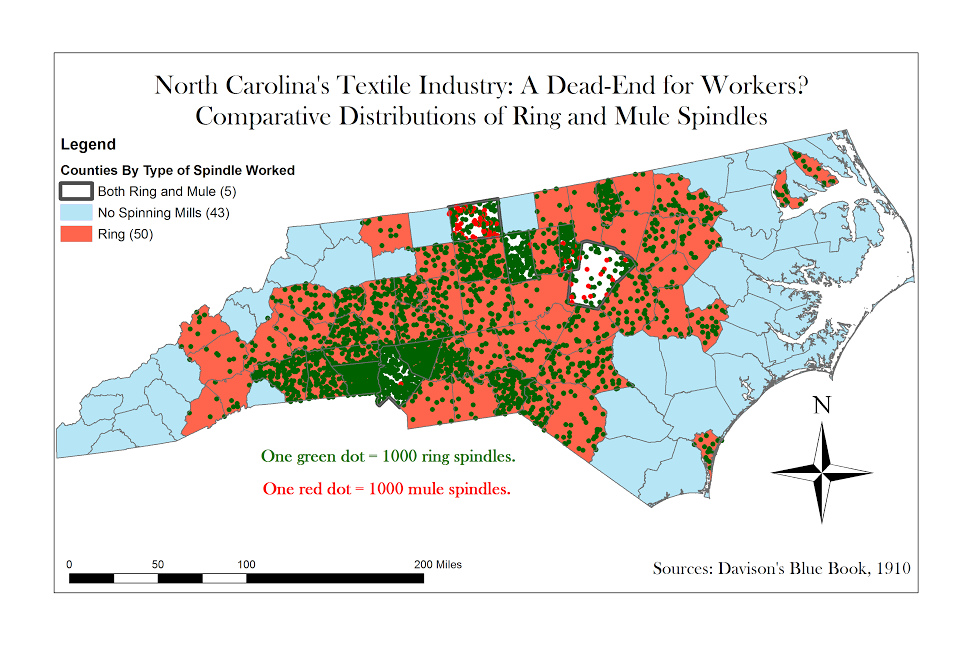 North Carolina's Textile Industry: A Dead-End for Workers?
Comparative Distributions of Ring and Mule Spindles
Legend
Counties By Type of Spindle Worked
Both Ring and Mule (5)
No Spinning Mills (43)
Ring (50)
N
One green dot = 1000 ring spindles.
One red dot = 1000 mule spindles.
0 50 100 200 Miles
Sources: Davison's Blue Book, 1910